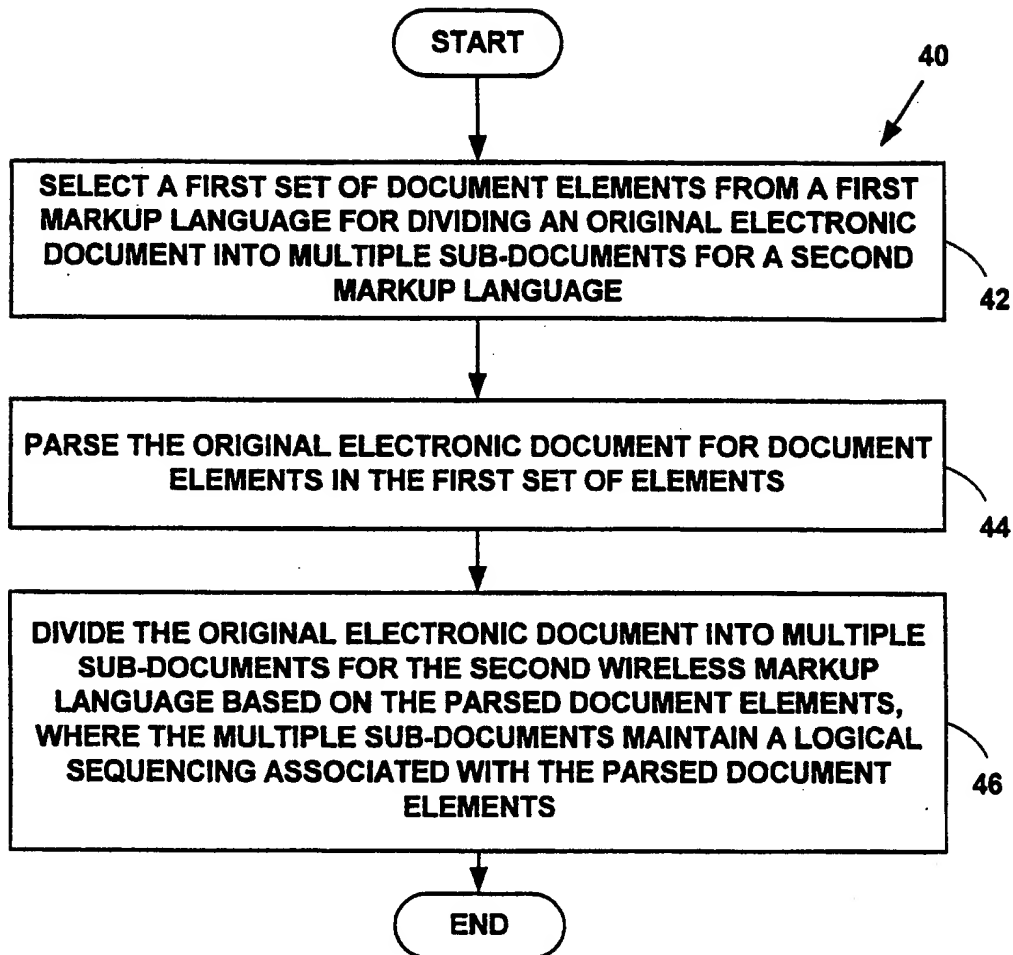 START
40
SELECT A FIRST SET OF DOCUMENT ELEMENTS FROM A FIRST
MARKUP LANGUAGE FOR DIVIDING AN ORIGINAL ELECTRONIC
DOCUMENT INTO MULTIPLE SUB-DOCUMENTS FOR A SECOND
MARKUP LANGUAGE
42
PARSE THE ORIGINAL ELECTRONIC DOCUMENT FOR DOCUMENT
ELEMENTS IN THE FIRST SET OF ELEMENTS
44
DIVIDE THE ORIGINAL ELECTRONIC DOCUMENT INTO MULTIPLE
SUB-DOCUMENTS FOR THE SECOND WIRELESS MARKUP
LANGUAGE BASED ON THE PARSED DOCUMENT ELEMENTS,
WHERE THE MULTIPLE SUB-DOCUMENTS MAINTAIN A LOGICAL
SEQUENCING ASSOCIATED WITH THE PARSED DOCUMENT
ELEMENTS
46
END